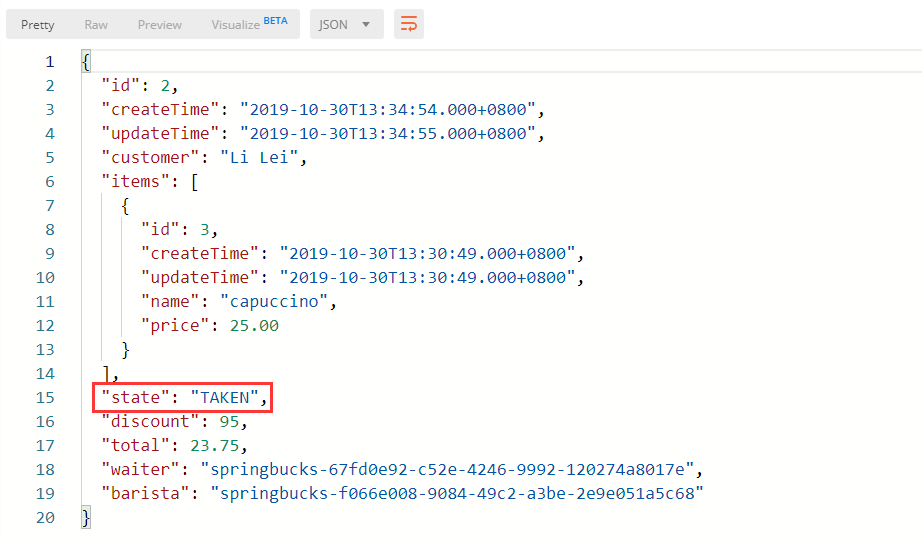 Pretty Raw Preview Visualize BETA JSON
1 {
2 "id": 2,
3 "createTime": "2019-10-30T13:34:54.000+0800",
4 "updateTime": "2019-10-30T13:34:55.000+0800",
5 "customer": "Li Lei",
6 "items": [
7 {
8 "id": 3,
9 "createTime": "2019-10-30T13:30:49.000+0800",
10 "updateTime": "2019-10-30T13:30:49.000+0800",
11 "name": "capuccino",
12 "price": 25.00
13 }
14 ],
15 "state": "TAKEN",
16 "discount": 95,
17 "total": 23.75,
18 "waiter": "springbucks-67fd0e92-c52e-4246-9992-120274a8017e",
19 "barista": "springbucks-f066e008-9084-49c2-a3be-2e9e051a5c68"
20 }